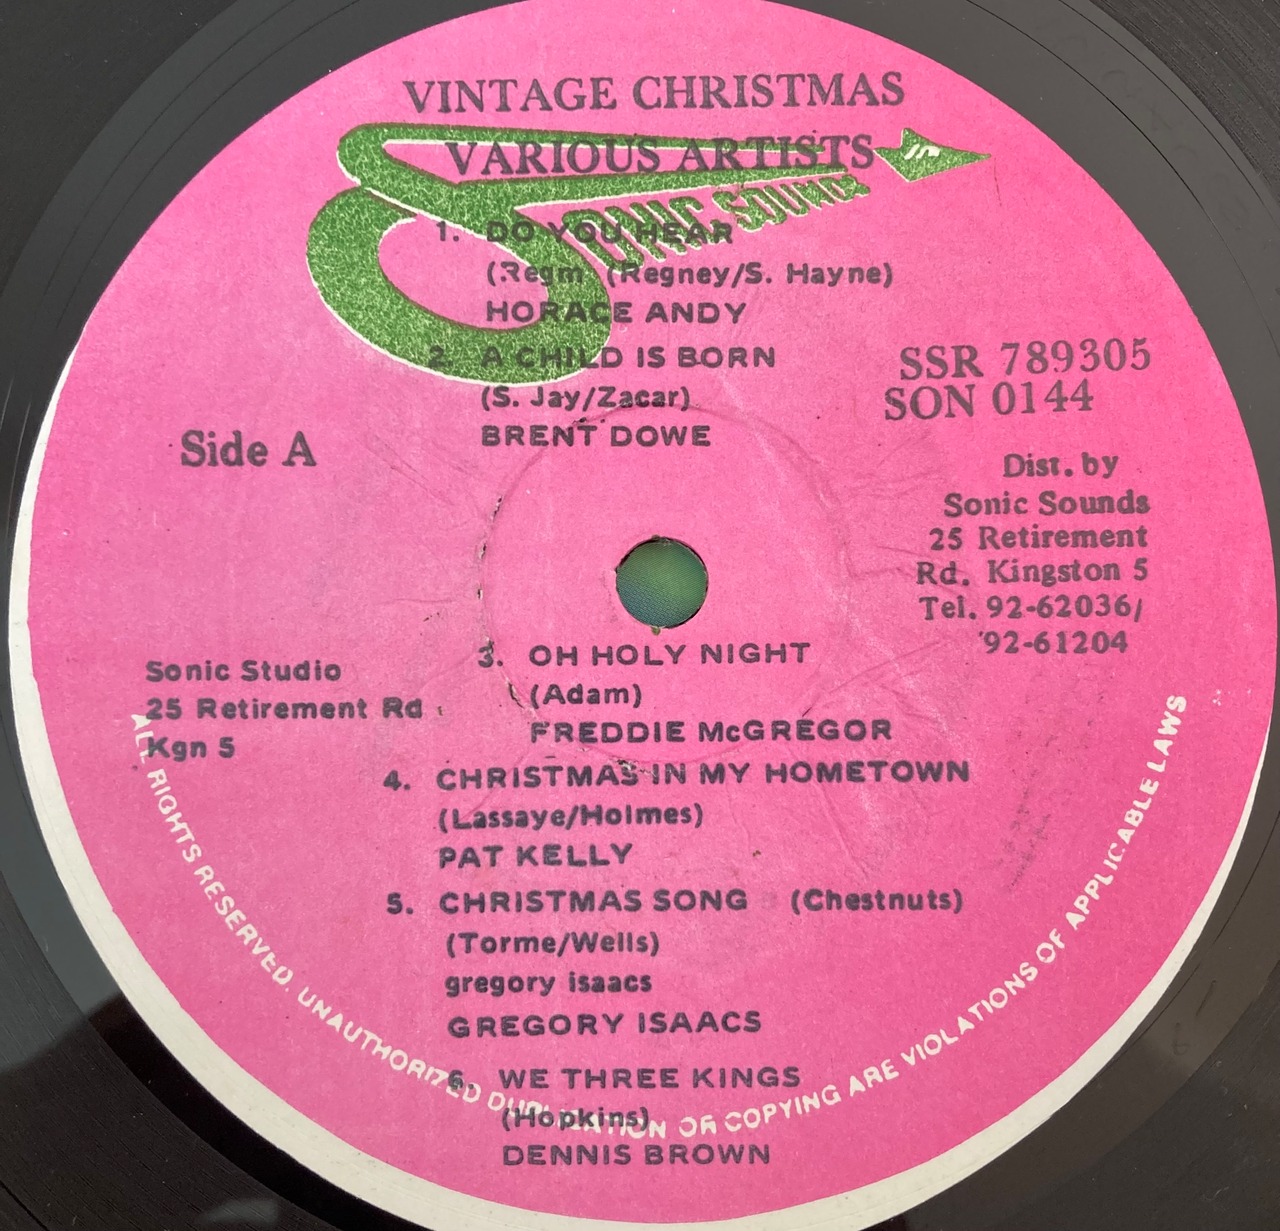 VINTAGE CHRISTMAS
VARIOUS ARTISTS
SONIC SOUNDS
1. DO YOU HEAR
(Regm (Regney/S. Hayne)
HORACE ANDY
2. A CHILD IS BORN
(S. Jay/Zacar)
BRENT DOWE
SSR 789305
SON 0144
Side A
Dist. by
Sonic Sounds
25 Retirement
Rd. Kingston 5
Tel. 92-62036/
92-61204
3. OH HOLY NIGHT
(Adam)
FREDDIE McGREGOR
Sonic Studio
25 Retirement Rd
Kgn 5
4. CHRISTMAS IN MY HOMETOWN
(Lassaye/Holmes)
PAT KELLY
5. CHRISTMAS SONG (Chestnuts)
(Torme/Wells)
gregory isaacs
GREGORY ISAACS
6. WE THREE KINGS
(Hopkins)
DENNIS BROWN
ALL RIGHTS RESERVED. UNAUTHORIZED DUPLICATION OR COPYING ARE VIOLATIONS OF APPLICABLE LAWS